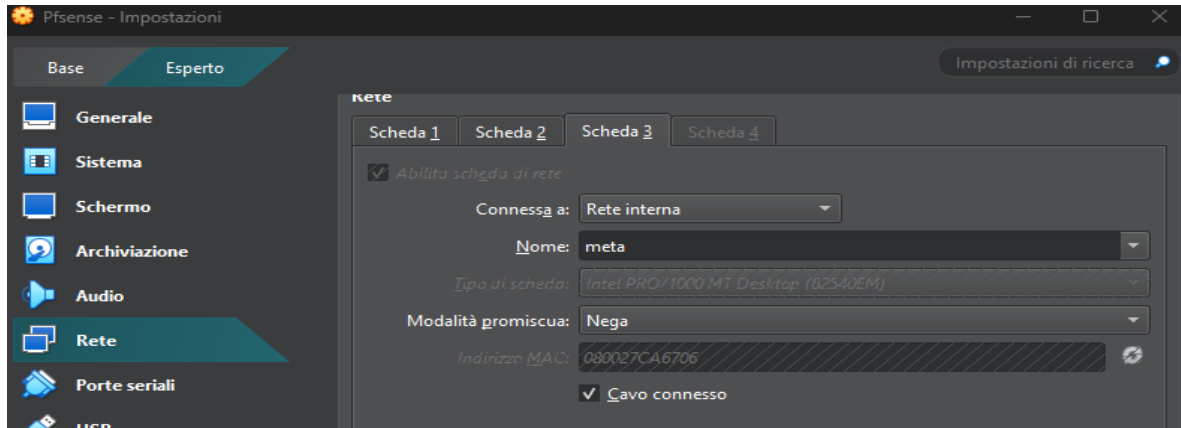 Pfsense - Impostazioni
Base Esperto Impostazioni di ricerca
Rete
Generale
Scheda 1 Scheda 2 Scheda 3 Scheda 4
Sistema
Abilita scheda di rete
Schermo
Connessa a: Rete interna
Archiviazione
Nome: meta
Audio
Tipo di scheda: Intel PRO/1000 MT Desktop (82540EM)
Rete
Modalità promiscua: Nega
Indirizzo MAC: 080027CA6706
Porte seriali
Cavo connesso
USB